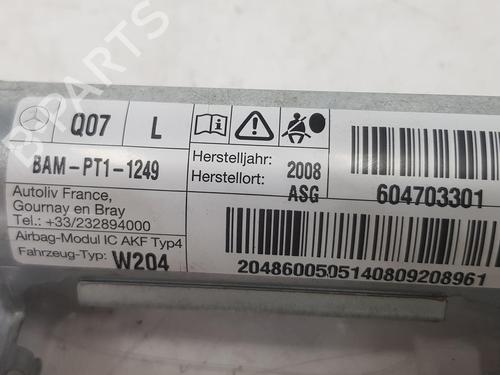 Q07 L
BAM-PT1-1249
Autoliv France,
Gournay en Bray
Tel.: +33/232894000
Airbag-Modul IC AKF Typ4
Fahrzeug-Typ: W204
Herstelljahr: 2008
Herstellort: ASG
604703301
2048600505140809208961
B-PARTS